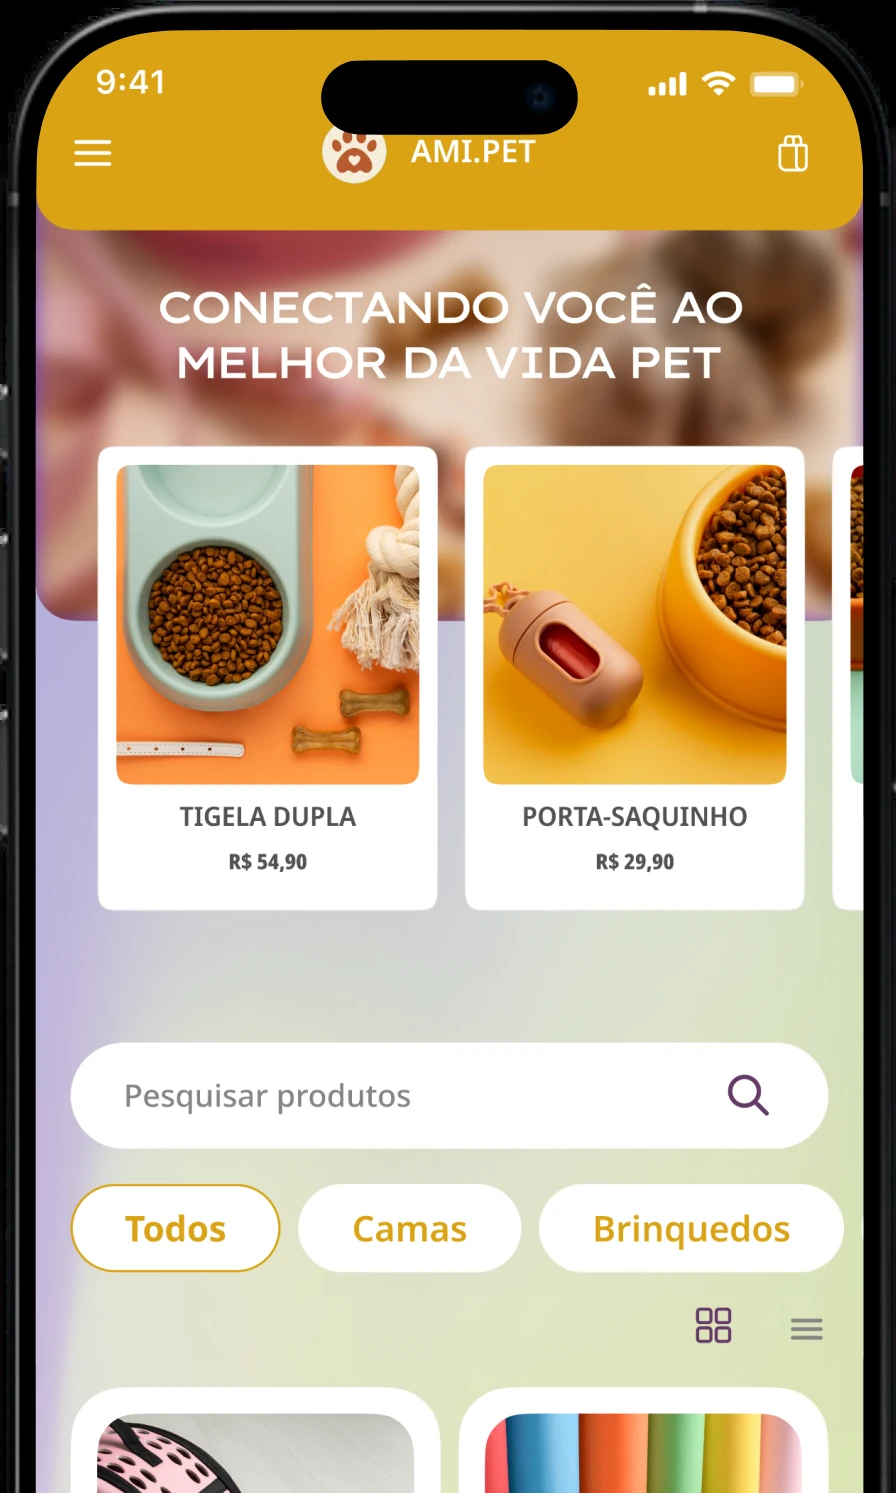 9:41
AMI.PET
CONECTANDO VOCÊ AO
MELHOR DA VIDA PET
TIGELA DUPLA
R$ 54,90
PORTA-SAQUINHO
R$ 29,90
Pesquisar produtos
Todos
Camas
Brinquedos